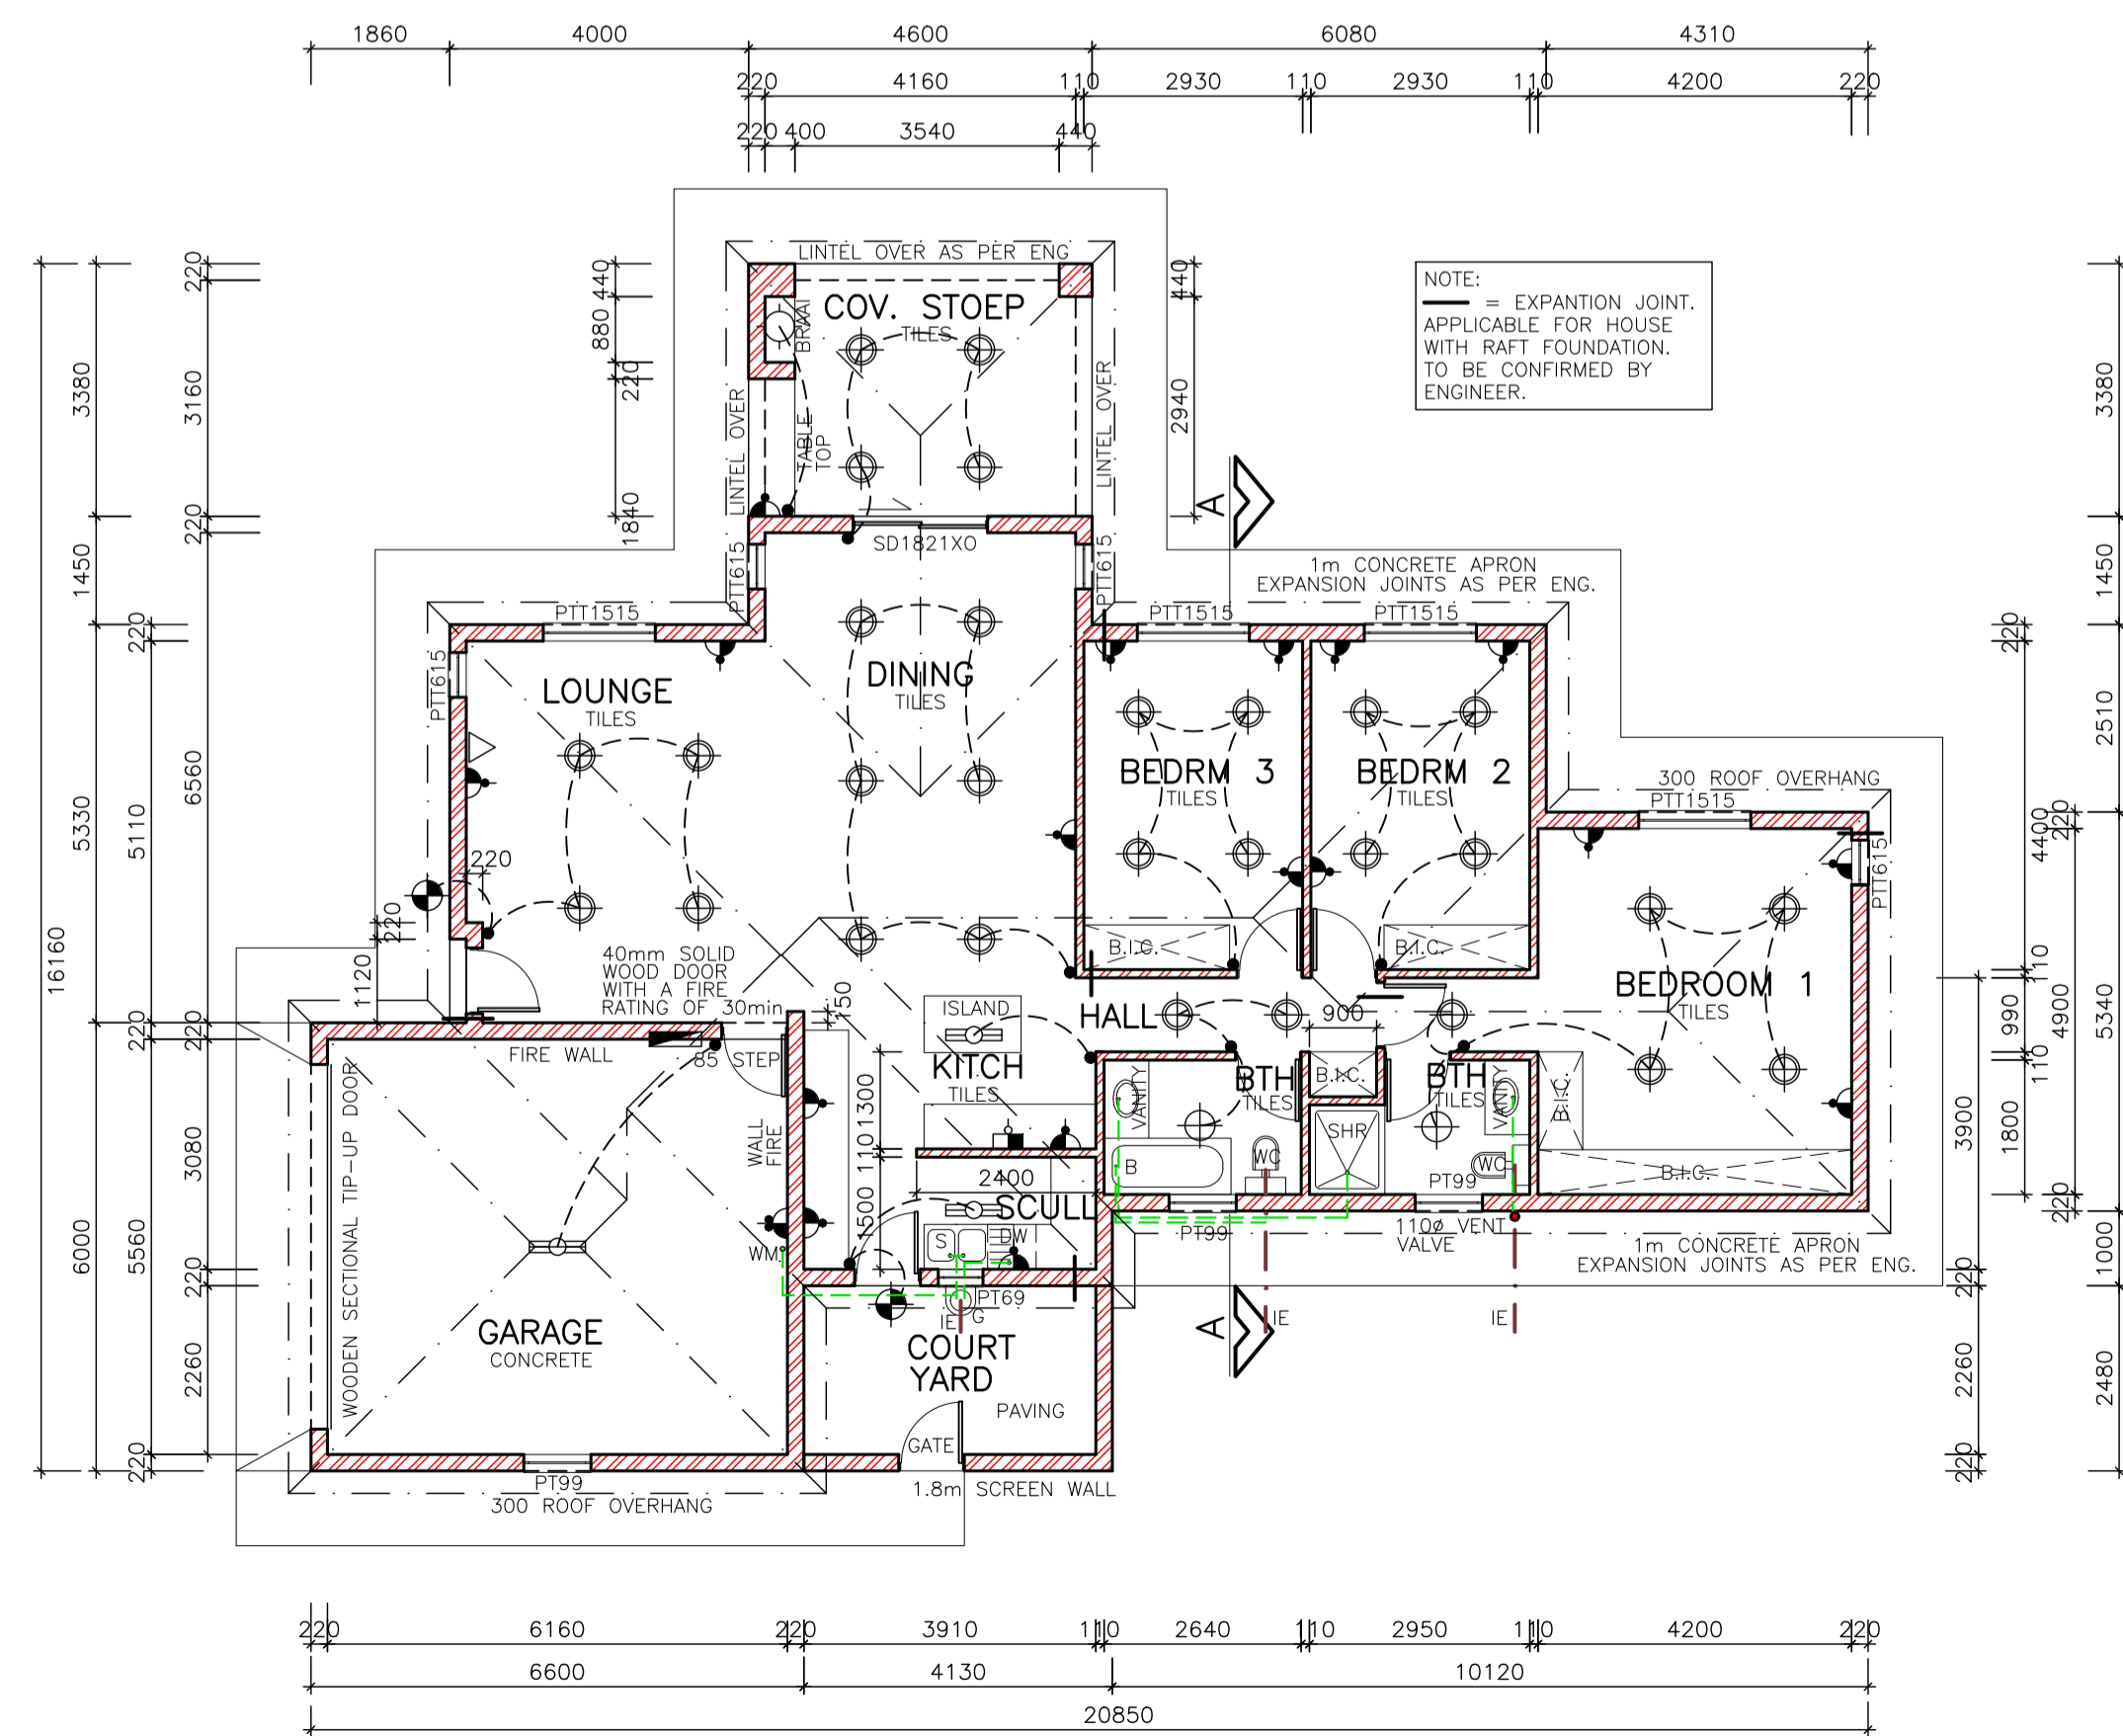 1860 4000 4600 6080 4310
220 4160 110 2930 110 2930 110 4200 220
220 400 3540 440
LINTEL OVER AS PER ENG
NOTE:
= EXPANTION JOINT.
APPLICABLE FOR HOUSE
WITH RAFT FOUNDATION.
TO BE CONFIRMED BY
ENGINEER.
COV. STOEP
TILES
BRAAI
TABLE
TOP
LINTEL OVER
LINTEL OVER
440
880
220
1840
440
2940
A
SD1821XO
PTT615
PTT615
1m CONCRETE APRON
EXPANSION JOINTS AS PER ENG.
PTT1515
PTT1515
PTT1515
PTT615
LOUNGE
TILES
DINING
TILES
BEDRM 3
TILES
BEDRM 2
TILES
300 ROOF OVERHANG
PTT1515
PTT615
220
220
1120
40mm SOLID
WOOD DOOR
WITH A FIRE
RATING OF 30min
150
B.I.C.
B.I.C.
BEDROOM 1
TILES
ISLAND
HALL
900
FIRE WALL
85 STEP
KITCH
TILES
1300
110
1500
BTH
TILES
VANITY
B.I.C.
BTH
TILES
VANITY
B.I.C.
WOODEN SECTIONAL TIP-UP DOOR
WALL
FIRE
SHR
B
WC
WC
PT99
B.I.C.
2400
SCULL
S
DW
WM
PT99
110ø VENT
VALVE
1m CONCRETE APRON
EXPANSION JOINTS AS PER ENG.
PT69
IE
G
IE
IE
A
GARAGE
CONCRETE
COURT
YARD
PAVING
GATE
PT99
300 ROOF OVERHANG
1.8m SCREEN WALL
16160
3380
1450
5330
6000
220
5110
220
220
5560
220
220
3160
220
6560
220
3080
220
2260
220
2510
4400
110
990
110
1800
220
4900
220
3900
220
2260
220
3380
1450
2510
5340
1000
2480
220 6160 220 3910 110 2640 110 2950 110 4200 220
6600 4130 10120
20850